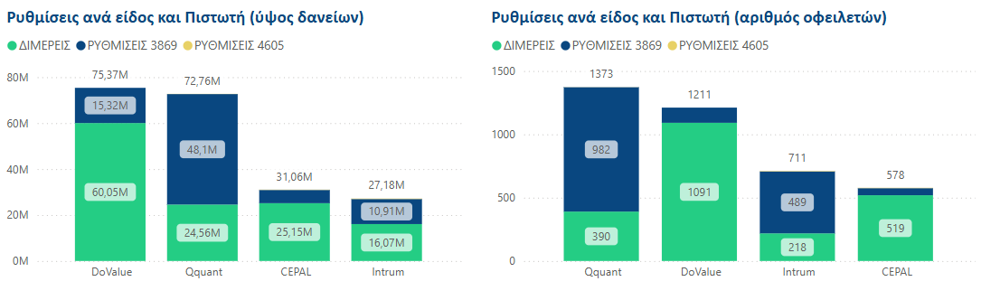 Ρυθμίσεις ανά είδος και Πιστωτή (ύψος δανείων)
ΔΙΜΕΡΕΙΣ ΡΥΘΜΙΣΕΙΣ 3869 ΡΥΘΜΙΣΕΙΣ 4605
80M
60M
40M
20M
0M
75,37M
15,32M
60,05M
72,76M
48,1M
24,56M
31,06M
25,15M
27,18M
10,91M
16,07M
DoValue Qquant CEPAL Intrum
Ρυθμίσεις ανά είδος και Πιστωτή (αριθμός οφειλετών)
ΔΙΜΕΡΕΙΣ ΡΥΘΜΙΣΕΙΣ 3869 ΡΥΘΜΙΣΕΙΣ 4605
1500
1000
500
0
1373
982
390
1211
1091
711
489
218
578
519
Qquant DoValue Intrum CEPAL